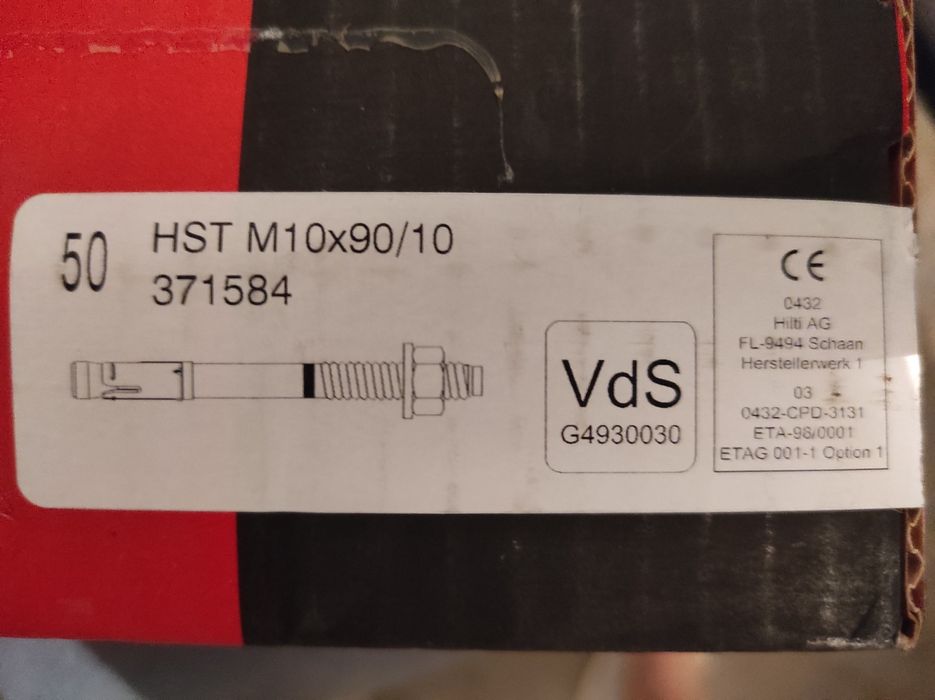 50
HST M10x90/10
371584
VdS
G4930030
CE
0432
Hilti AG
FL-9494 Schaan
Herstellerwerk 1
03
0432-CPD-3131
ETA-98/0001
ETAG 001-1 Option 1